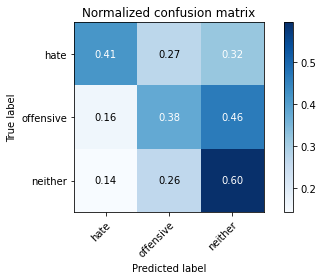 Normalized confusion matrix
hate 0.41 0.27 0.32
offensive 0.16 0.38 0.46
neither 0.14 0.26 0.60
True label
hate offensive neither
Predicted label
0.5
0.4
0.3
0.2